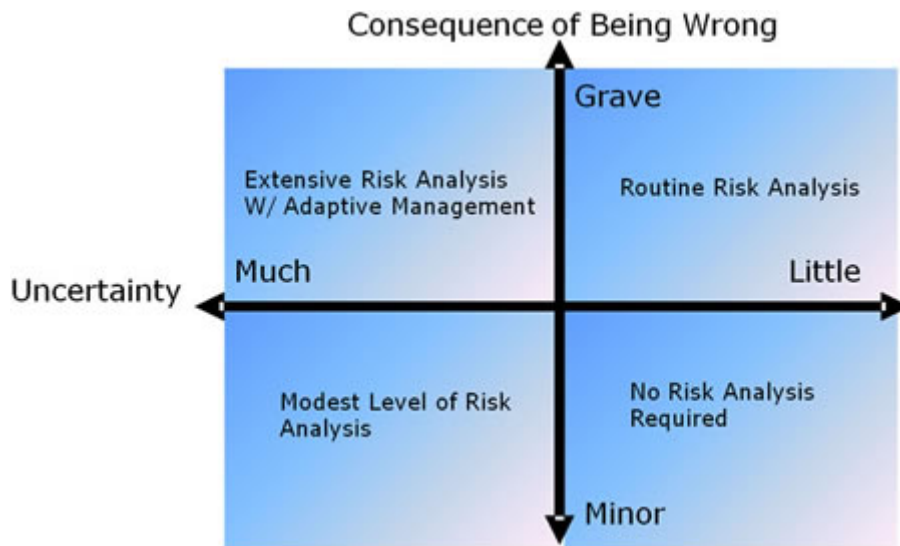 Consequence of Being Wrong
Grave
Extensive Risk Analysis
W/ Adaptive Management
Routine Risk Analysis
Much
Little
Uncertainty
Modest Level of Risk
Analysis
No Risk Analysis
Required
Minor